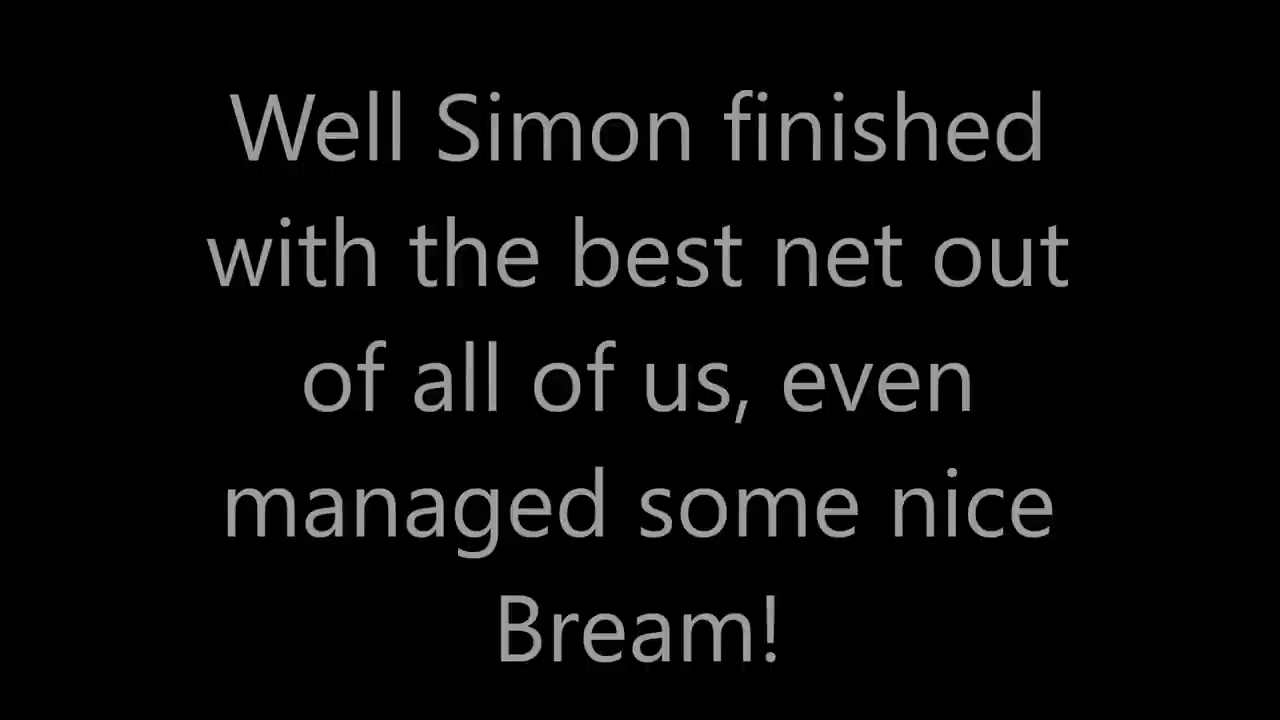 Well Simon finished
with the best net out
of all of us, even
managed some nice
Bream!